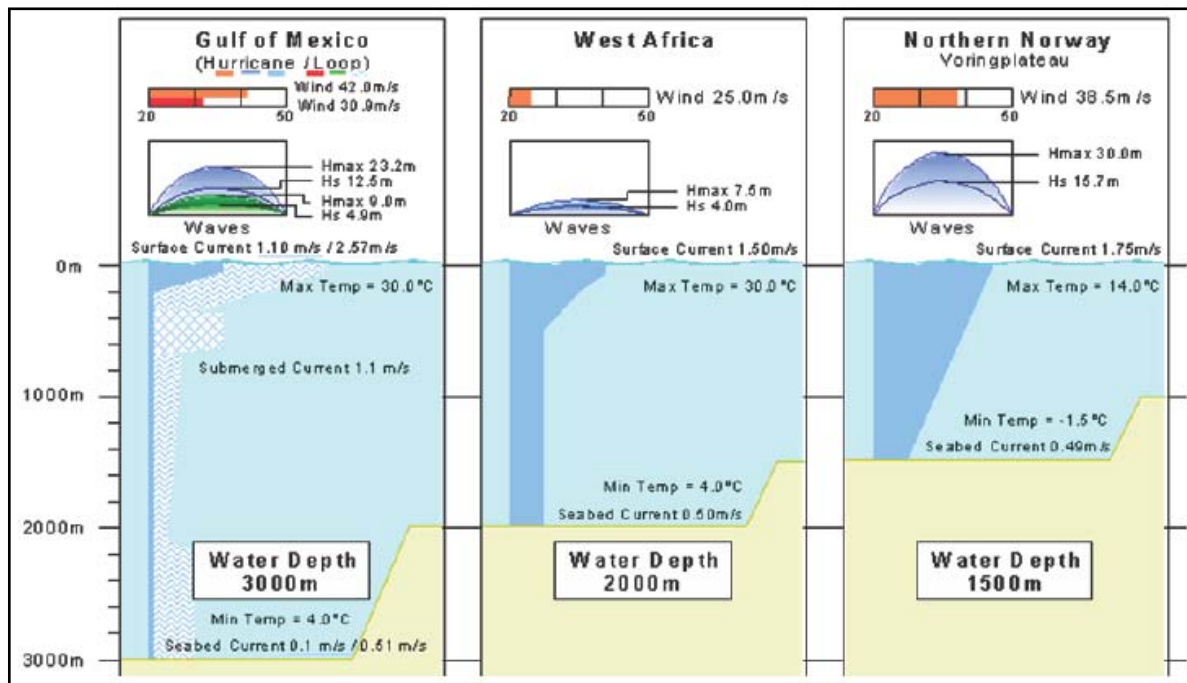 Gulf of Mexico
(Hurricane /Loop)
Wind 42.0m/s
Wind 30.9m/s
20 50
Hmax 23.2m
Hs 12.5m
Hmax 9.0m
Hs 4.9m
Waves
Surface Current 1.10 m/s / 2.57m/s
0m
Max Temp = 30.0°C
Submerged Current 1.1 m/s
1000m
2000m
Water Depth
3000m
Min Temp = 4.0°C
Seabed Current 0.1 m/s / 0.51 m/s
3000m
West Africa
Wind 25.0m/s
20 50
Hmax 7.5m
Hs 4.0m
Waves
Surface Current 1.50m/s
Max Temp = 30.0°C
Min Temp = 4.0°C
Seabed Current 0.50m/s
Water Depth
2000m
Northern Norway
Voringplateau
Wind 38.5m/s
20 50
Hmax 30.0m
Hs 15.7m
Waves
Surface Current 1.75m/s
Max Temp = 14.0°C
Min Temp = -1.5°C
Seabed Current 0.49m/s
Water Depth
1500m